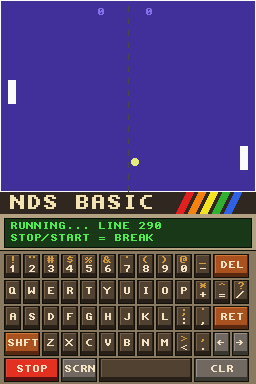 0 0
NDS BASIC
RUNNING... LINE 290
STOP/START = BREAK
! " # $ % & ' ( ) @ =
1 2 3 4 5 6 7 8 9 0 - DEL
Q W E R T Y U I O P * + ^ = ? /
A S D F G H J K L : ; , RET
SHFT Z X C V B N M > < : . ← →
STOP SCRN CLR